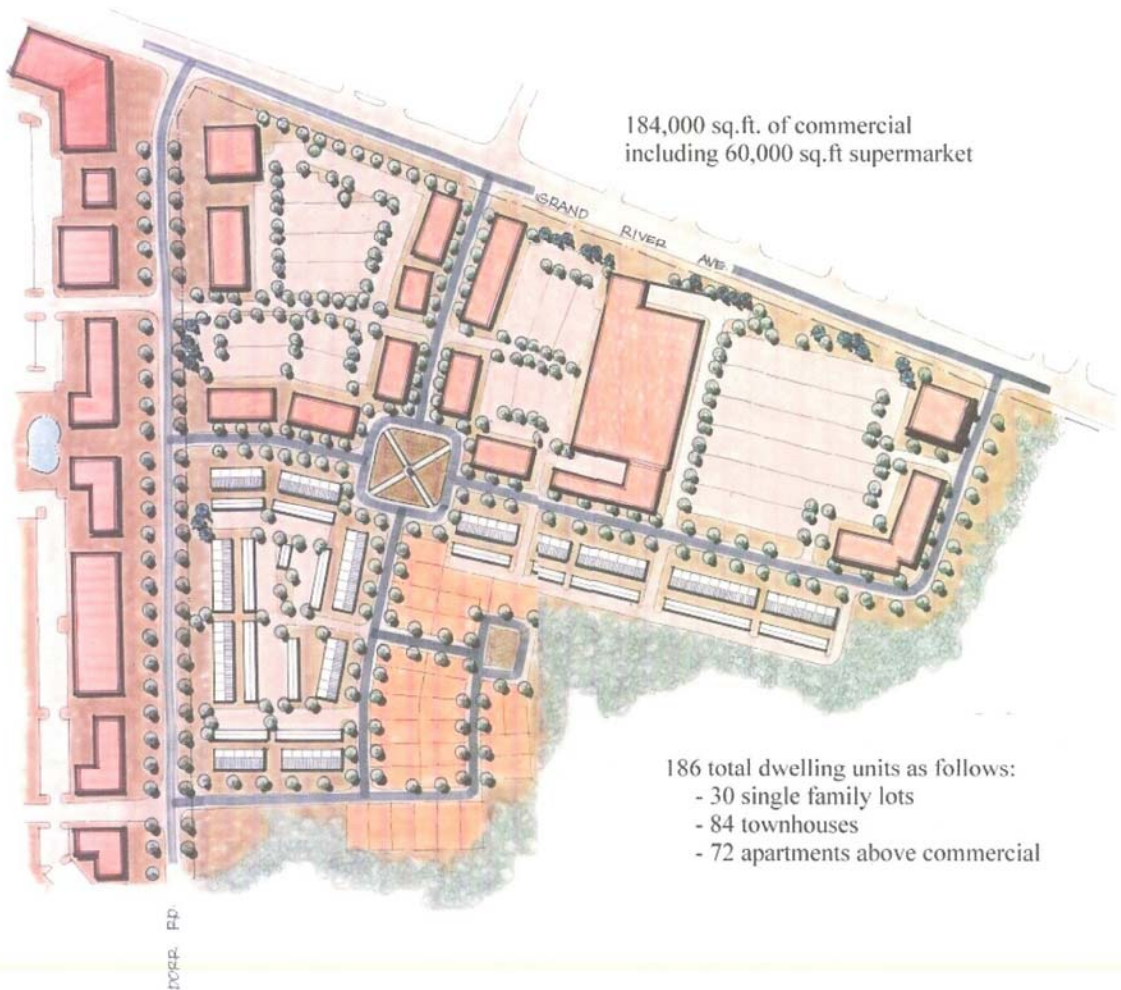 184,000 sq.ft. of commercial
including 60,000 sq.ft supermarket
GRAND RIVER AVE
186 total dwelling units as follows:
- 30 single family lots
- 84 townhouses
- 72 apartments above commercial
DORR RD.